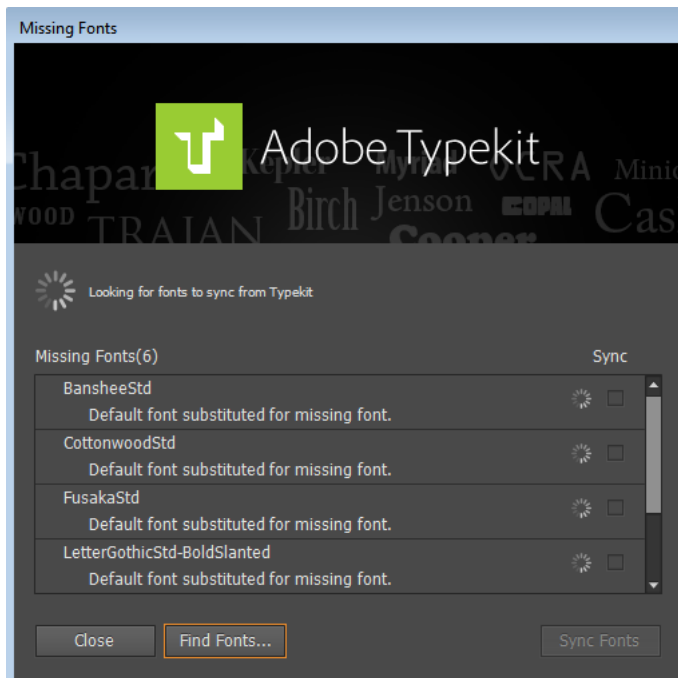 Missing Fonts
Adobe Typekit
Chapar
Kepler
Myriad
OCRA
Minio
WOOD
TRAJAN
Birch
Jenson
COPAL
Cas
Cooper
Looking for fonts to sync from Typekit
Missing Fonts(6)
Sync
BansheeStd
Default font substituted for missing font.
CottonwoodStd
Default font substituted for missing font.
FusakaStd
Default font substituted for missing font.
LetterGothicStd-BoldSlanted
Default font substituted for missing font.
Close
Find Fonts...
Sync Fonts